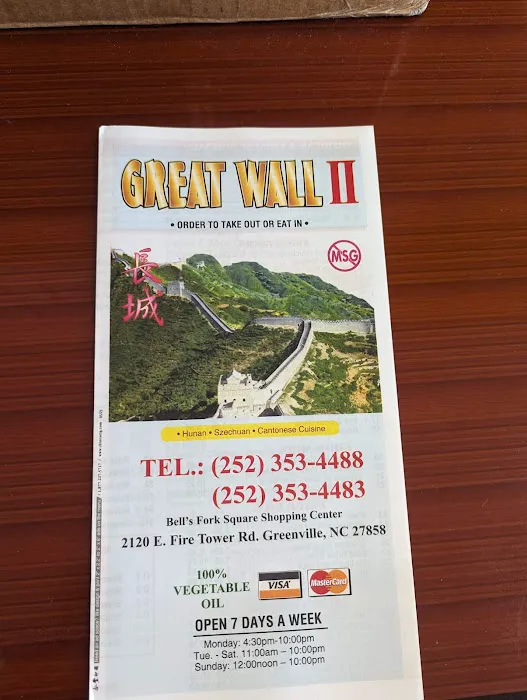 GREAT WALL II
• ORDER TO TAKE OUT OR EAT IN •
MSG
長城
• Hunan • Szechuan • Cantonese Cuisine
TEL.: (252) 353-4488
(252) 353-4483
Bell's Fork Square Shopping Center
2120 E. Fire Tower Rd. Greenville, NC 27858
100%
VEGETABLE
OIL
VISA
MasterCard
OPEN 7 DAYS A WEEK
Monday: 4:30pm-10:00pm
Tue. - Sat. 11:00am – 10:00pm
Sunday: 12:00noon – 10:00pm